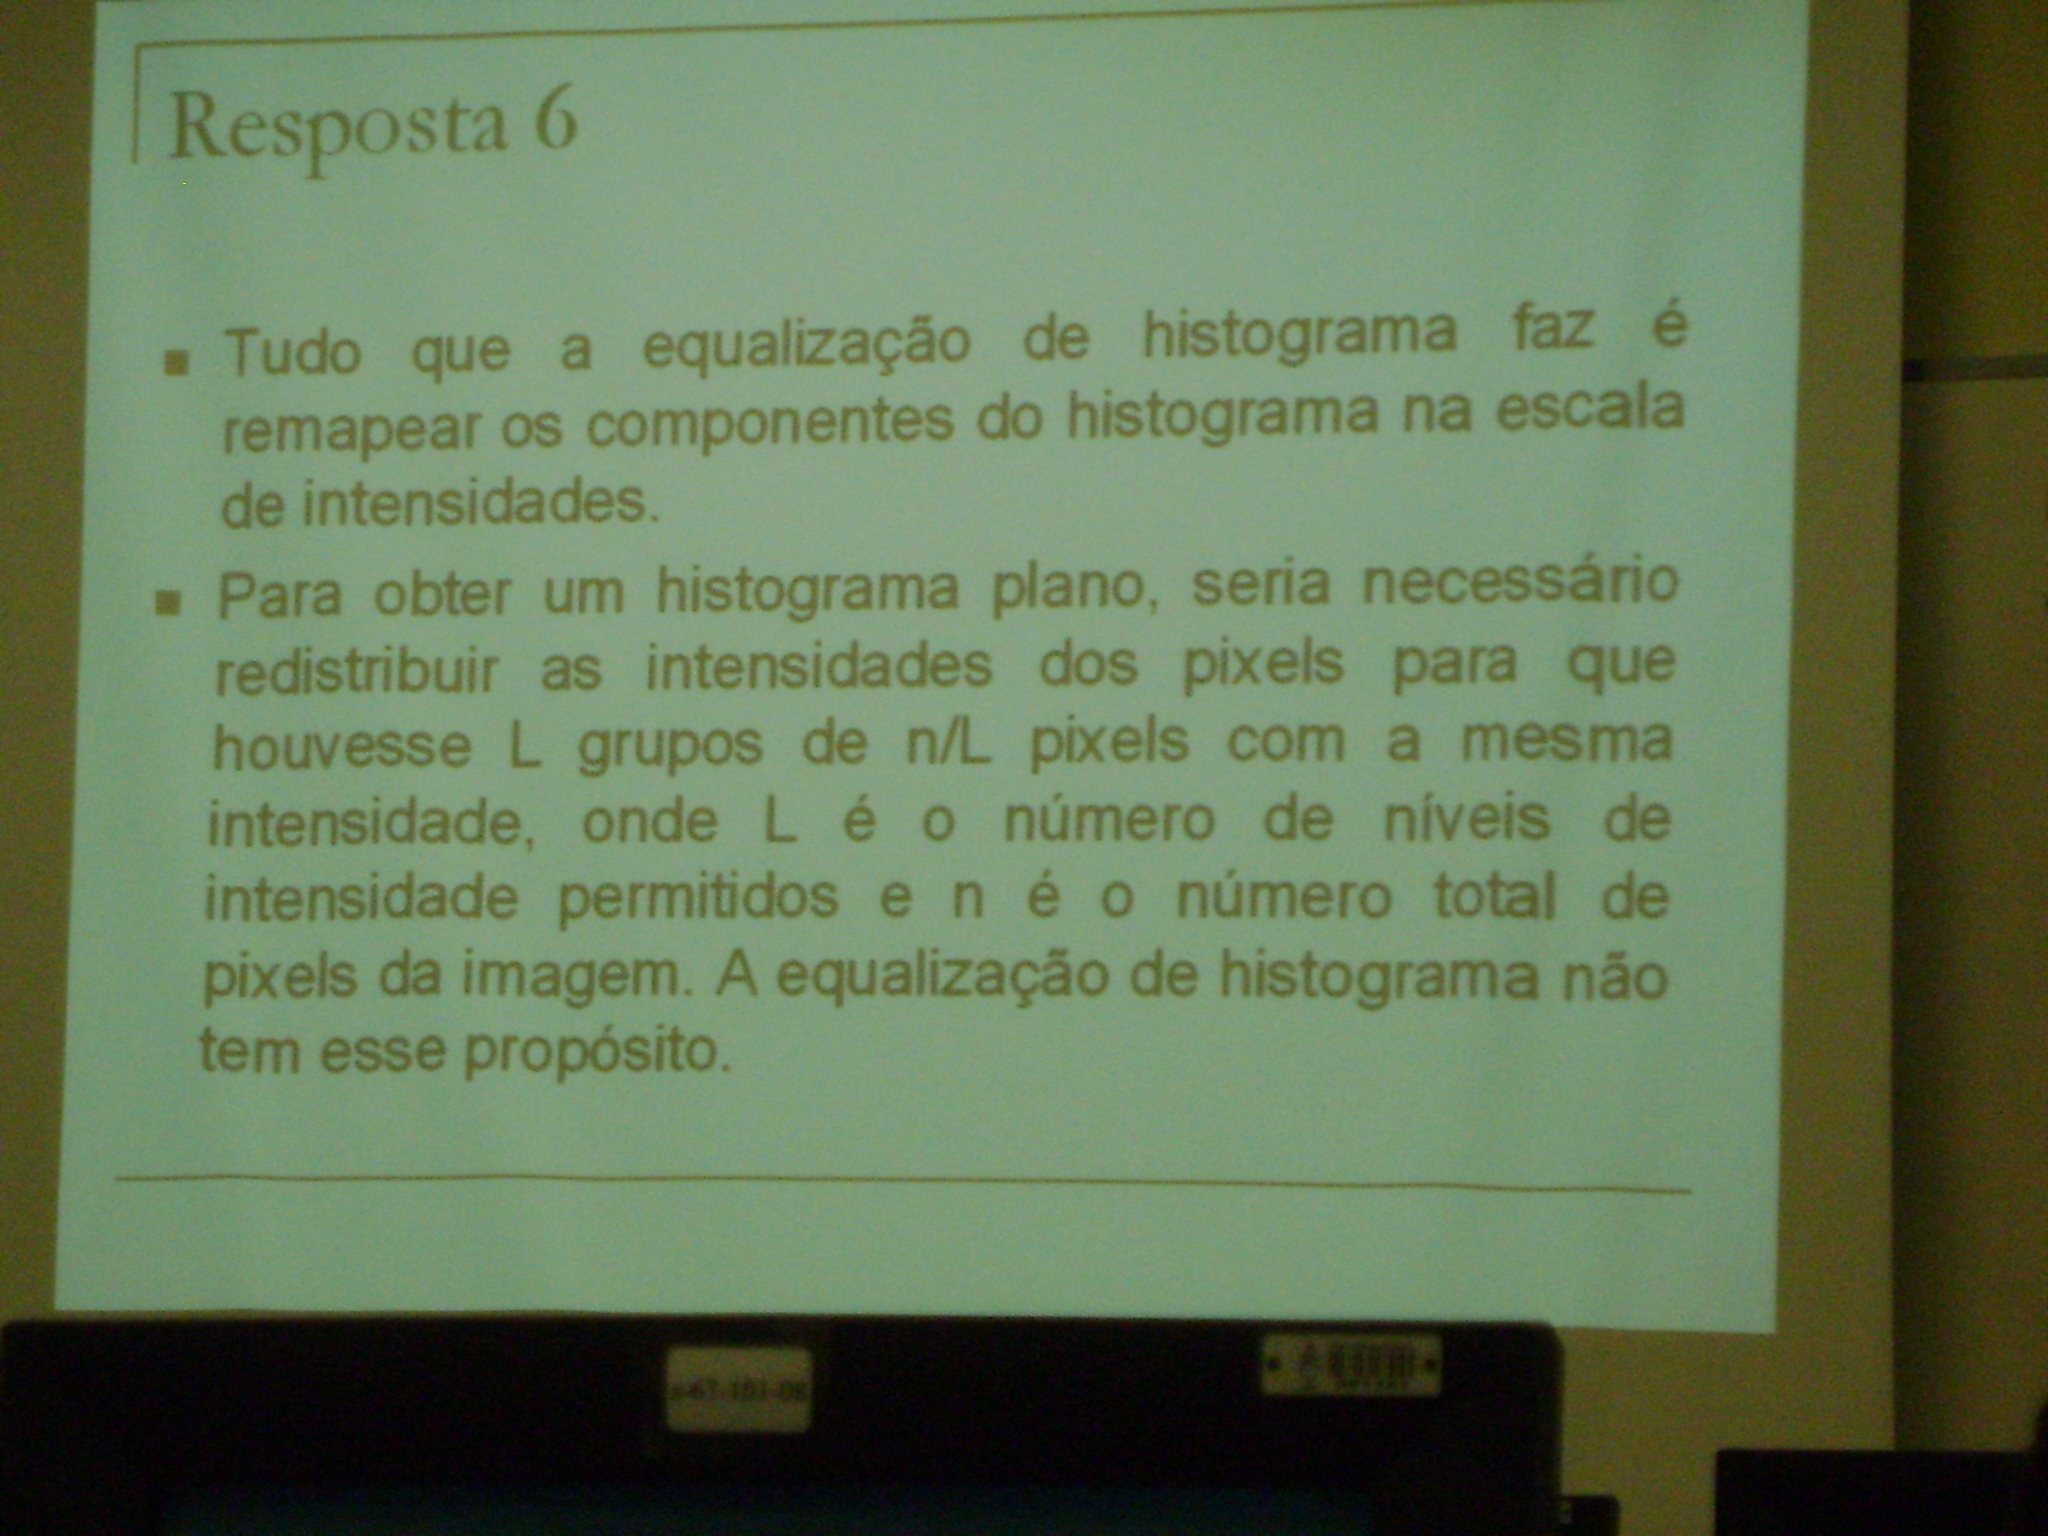 Resposta 6
Tudo que a equalização de histograma faz é
remapear os componentes do histograma na escala
de intensidades.
Para obter um histograma plano, seria necessário
redistribuir as intensidades dos pixels para que
houvesse L grupos de n/L pixels com a mesma
intensidade, onde L é o número de níveis de
intensidade permitidos e n é o número total de
pixels da imagem. A equalização de histograma não
tem esse propósito.